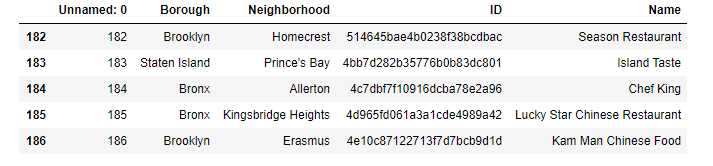 Unnamed: 0 Borough Neighborhood ID Name
182 182 Brooklyn Homecrest 514645bae4b0238f38bcdbac Season Restaurant
183 183 Staten Island Prince's Bay 4bb7d282b35776b0b83dc801 Island Taste
184 184 Bronx Allerton 4c7dbf7f10916dcba78e2a96 Chef King
185 185 Bronx Kingsbridge Heights 4d965fd061a3a1cde4989a42 Lucky Star Chinese Restaurant
186 186 Brooklyn Erasmus 4e10c87122713f7d7bcb9d1d Kam Man Chinese Food